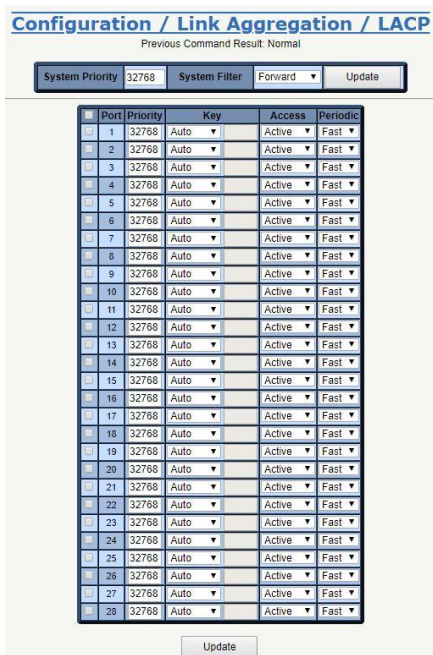 Configuration / Link Aggregation / LACP
Previous Command Result: Normal
System Priority 32768 System Filter Forward Update
Port Priority Key Access Periodic
1 32768 Auto Active Fast
2 32768 Auto Active Fast
3 32768 Auto Active Fast
4 32768 Auto Active Fast
5 32768 Auto Active Fast
6 32768 Auto Active Fast
7 32768 Auto Active Fast
8 32768 Auto Active Fast
9 32768 Auto Active Fast
10 32768 Auto Active Fast
11 32768 Auto Active Fast
12 32768 Auto Active Fast
13 32768 Auto Active Fast
14 32768 Auto Active Fast
15 32768 Auto Active Fast
16 32768 Auto Active Fast
17 32768 Auto Active Fast
18 32768 Auto Active Fast
19 32768 Auto Active Fast
20 32768 Auto Active Fast
21 32768 Auto Active Fast
22 32768 Auto Active Fast
23 32768 Auto Active Fast
24 32768 Auto Active Fast
25 32768 Auto Active Fast
26 32768 Auto Active Fast
27 32768 Auto Active Fast
28 32768 Auto Active Fast
Update